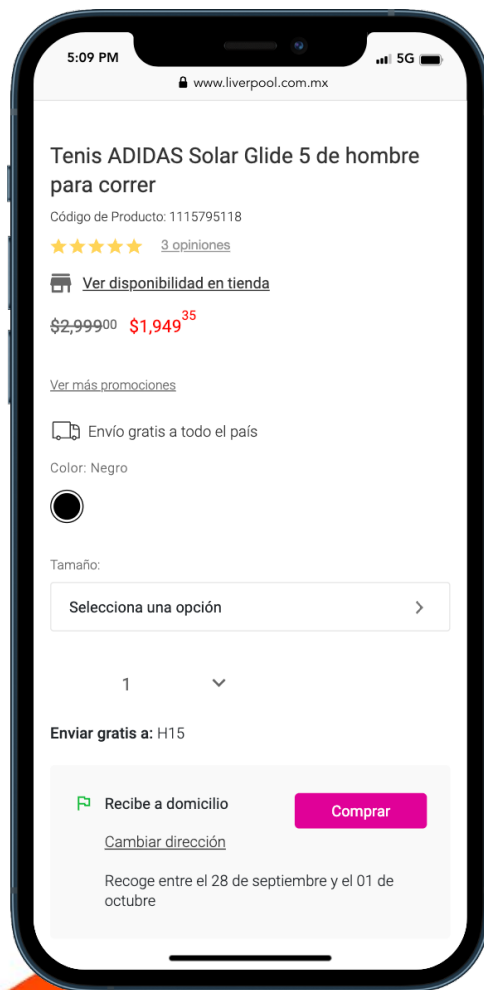 5:09 PM
5G
www.liverpool.com.mx
Tenis ADIDAS Solar Glide 5 de hombre
para correr
Código de Producto: 1115795118
3 opiniones
Ver disponibilidad en tienda
$2,99900 $1,94935
Ver más promociones
Envío gratis a todo el país
Color: Negro
Tamaño:
Selecciona una opción
1
Enviar gratis a: H15
Recibe a domicilio
Comprar
Cambiar dirección
Recoge entre el 28 de septiembre y el 01 de
octubre